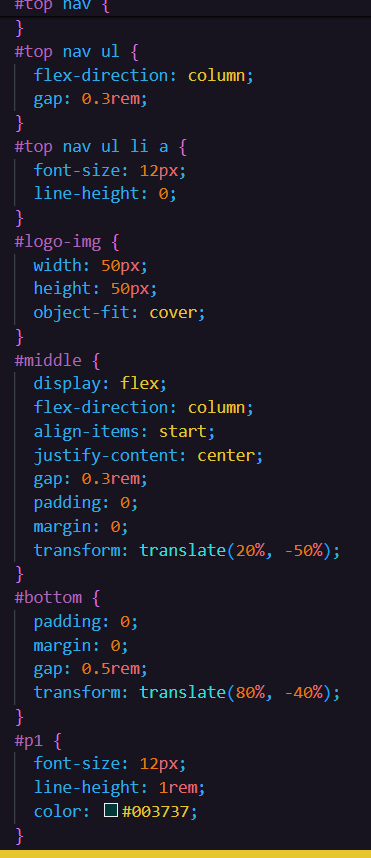 #top nav {
}
#top nav ul {
flex-direction: column;
gap: 0.3rem;
}
#top nav ul li a {
font-size: 12px;
line-height: 0;
}
#logo-img {
width: 50px;
height: 50px;
object-fit: cover;
}
#middle {
display: flex;
flex-direction: column;
align-items: start;
justify-content: center;
gap: 0.3rem;
padding: 0;
margin: 0;
transform: translate(20%, -50%);
}
#bottom {
padding: 0;
margin: 0;
gap: 0.5rem;
transform: translate(80%, -40%);
}
#p1 {
font-size: 12px;
line-height: 1rem;
color: #003737;
}